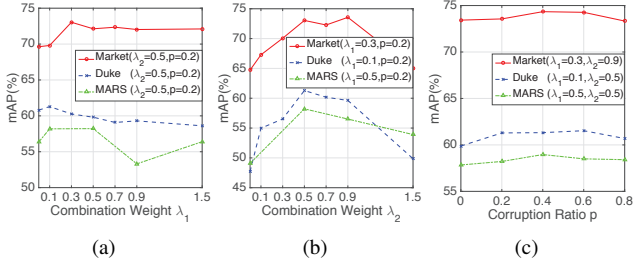 75
70
65
60
55
50
mAP(%)
Market(λ₂=0.5,p=0.2)
Duke (λ₂=0.5,p=0.2)
MARS (λ₂=0.5,p=0.2)
0.1 0.3 0.5 0.7 0.9 1.5
Combination Weight λ₁
(a)
75
70
65
60
55
50
45
mAP(%)
Market(λ₁=0.3,p=0.2)
Duke (λ₁=0.1,p=0.2)
MARS (λ₁=0.5,p=0.2)
0.1 0.3 0.5 0.7 0.9 1.5
Combination Weight λ₂
(b)
75
70
65
60
55
mAP(%)
Market(λ₁=0.3,λ₂=0.9)
Duke (λ₁=0.1,λ₂=0.5)
MARS (λ₁=0.5,λ₂=0.5)
0 0.2 0.4 0.6 0.8
Corruption Ratio p
(c)